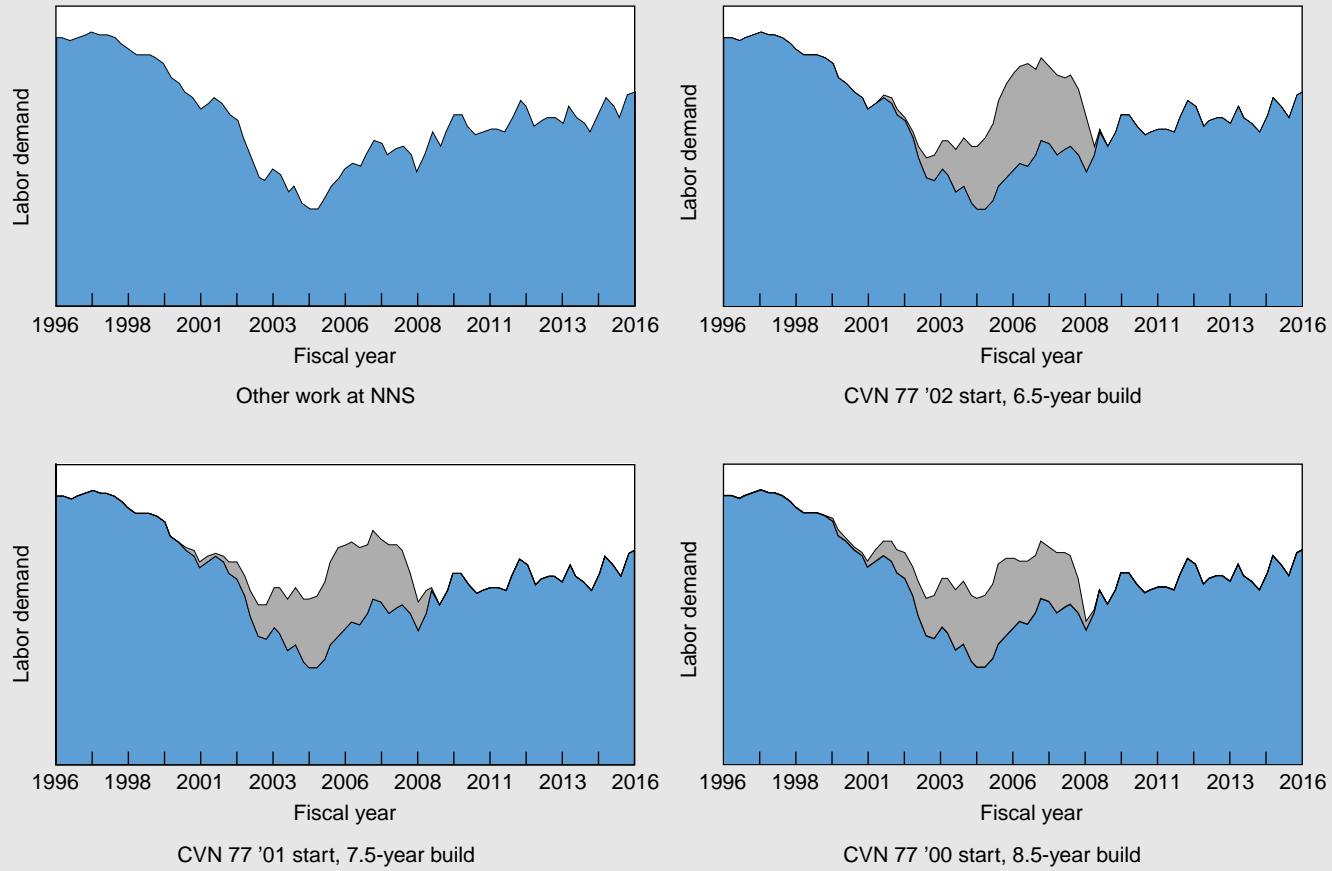 Labor demand
1996 1998 2001 2003 2006 2008 2011 2013 2016
Fiscal year
Other work at NNS
Labor demand
1996 1998 2001 2003 2006 2008 2011 2013 2016
Fiscal year
CVN 77 ’02 start, 6.5-year build
Labor demand
1996 1998 2001 2003 2006 2008 2011 2013 2016
Fiscal year
CVN 77 ’01 start, 7.5-year build
Labor demand
1996 1998 2001 2003 2006 2008 2011 2013 2016
Fiscal year
CVN 77 ’00 start, 8.5-year build